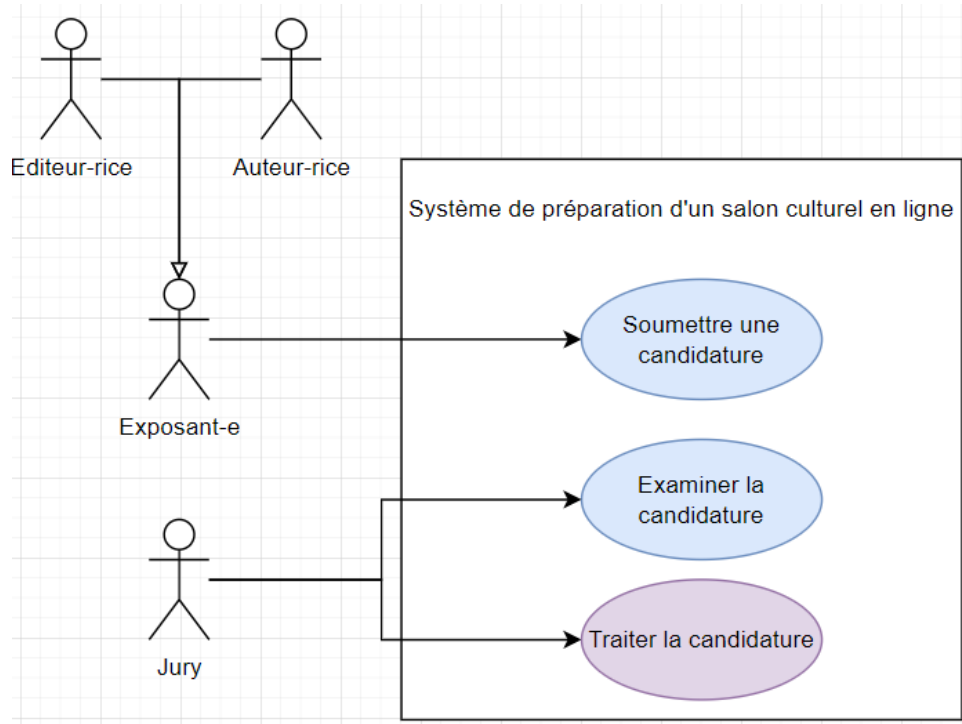 Editeur-rice
Auteur-rice
Système de préparation d'un salon culturel en ligne
Soumettre une
candidature
Exposant-e
Examiner la
candidature
Traiter la candidature
Jury